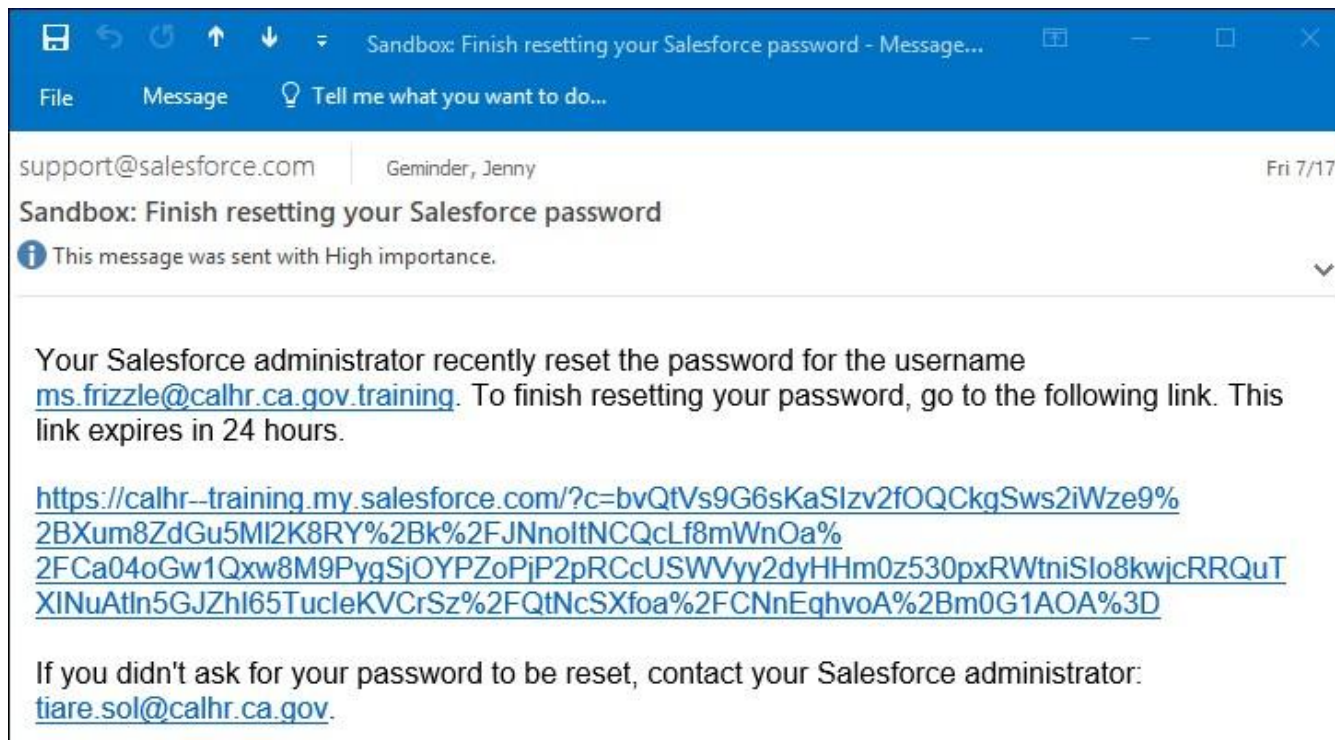 Sandbox: Finish resetting your Salesforce password - Message...
File Message Tell me what you want to do...
support@salesforce.com Geminder, Jenny Fri 7/17
Sandbox: Finish resetting your Salesforce password
This message was sent with High importance.
Your Salesforce administrator recently reset the password for the username
ms.frizzle@calhr.ca.gov.training. To finish resetting your password, go to the following link. This
link expires in 24 hours.
https://calhr--training.my.salesforce.com/?c=bvQtVs9G6sKaSIzv2fOQCkgSws2iWze9%
2BXum8ZdGu5Ml2K8RY%2Bk%2FJNnoItNCQcLf8mWnOa%
2FCa04oGw1Qxw8M9PygSjOYPZoPjP2pRCcUSWVyy2dyHHm0z530pxRWtniSIo8kwjcRRQuT
XINuAtln5GJZhI65TucIeKVCrSz%2FQtNcSXfoa%2FCNnEqhvoA%2Bm0G1AOA%3D
If you didn't ask for your password to be reset, contact your Salesforce administrator:
tiare.sol@calhr.ca.gov.